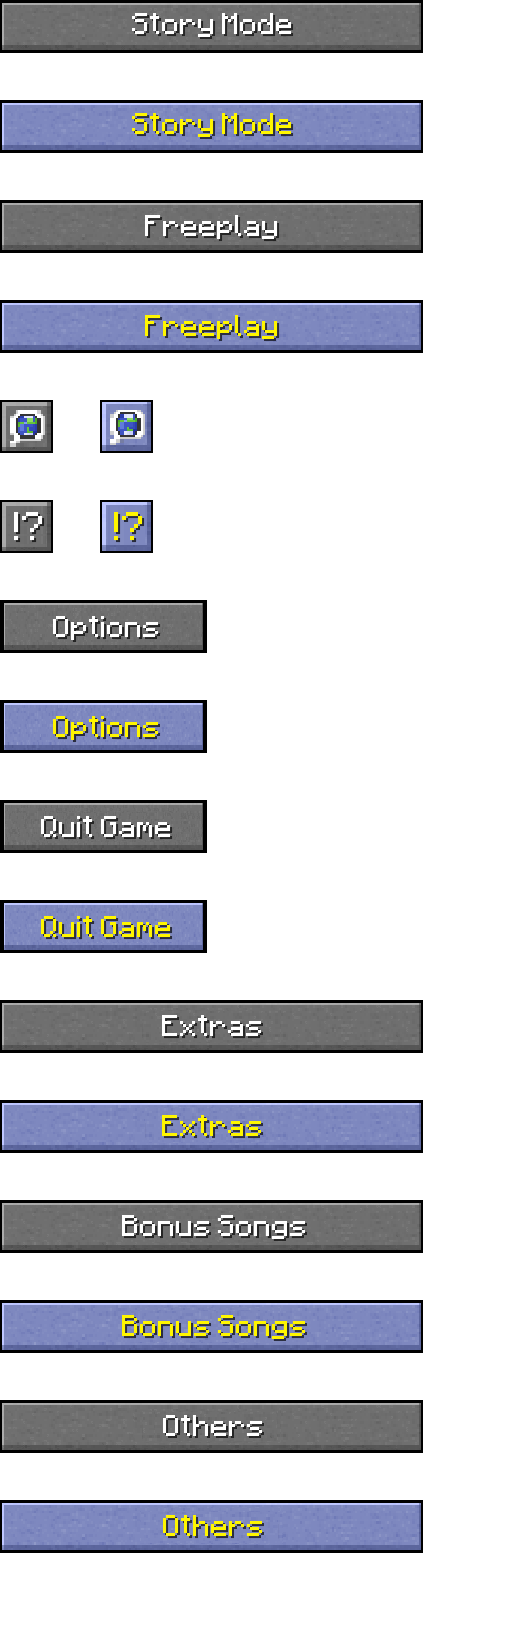 Story Mode
Story Mode
Freeplay
Freeplay
!? !?
Options
Options
Quit Game
Quit Game
Extras
Extras
Bonus Songs
Bonus Songs
Others
Others